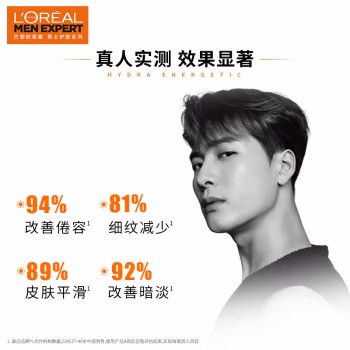 L'ORÉAL
MEN EXPERT
巴黎欧莱雅 男士护肤系列
真人实测 效果显著
HYDRA ENERGETIC
94%
改善倦容¹
81%
细纹减少¹
89%
皮肤平滑¹
92%
改善暗淡¹